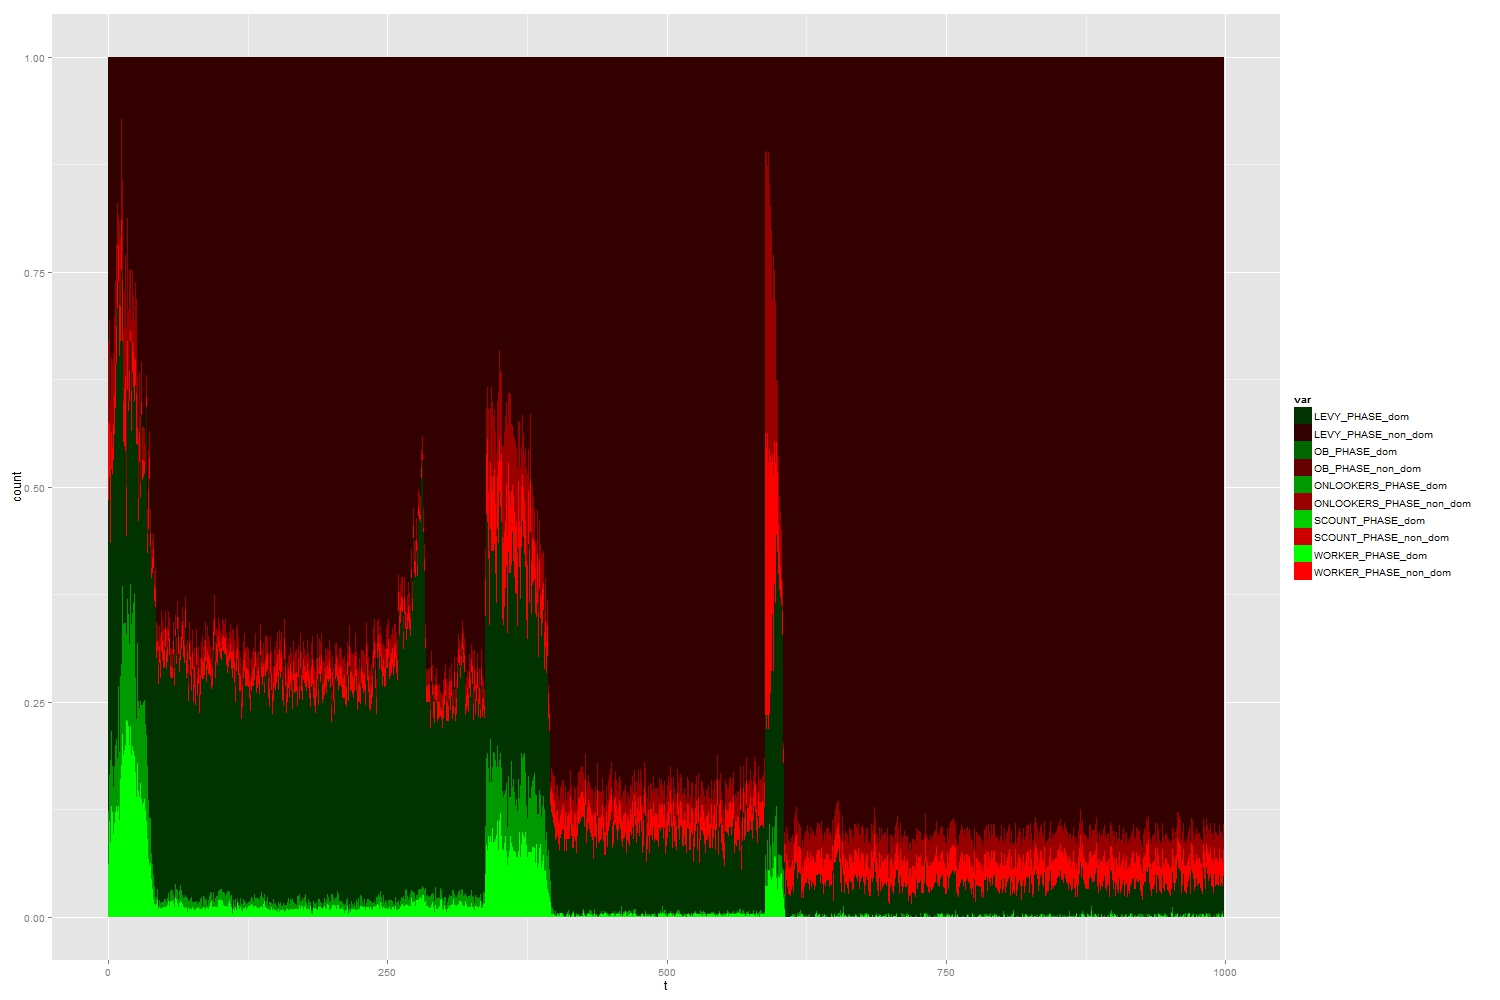 1.00
0.75
0.50
0.25
0.00
count
0
250
500
750
1000
t
var
LEVY_PHASE_dom
LEVY_PHASE_non_dom
OB_PHASE_dom
OB_PHASE_non_dom
ONLOOKERS_PHASE_dom
ONLOOKERS_PHASE_non_dom
SCOUNT_PHASE_dom
SCOUNT_PHASE_non_dom
WORKER_PHASE_dom
WORKER_PHASE_non_dom